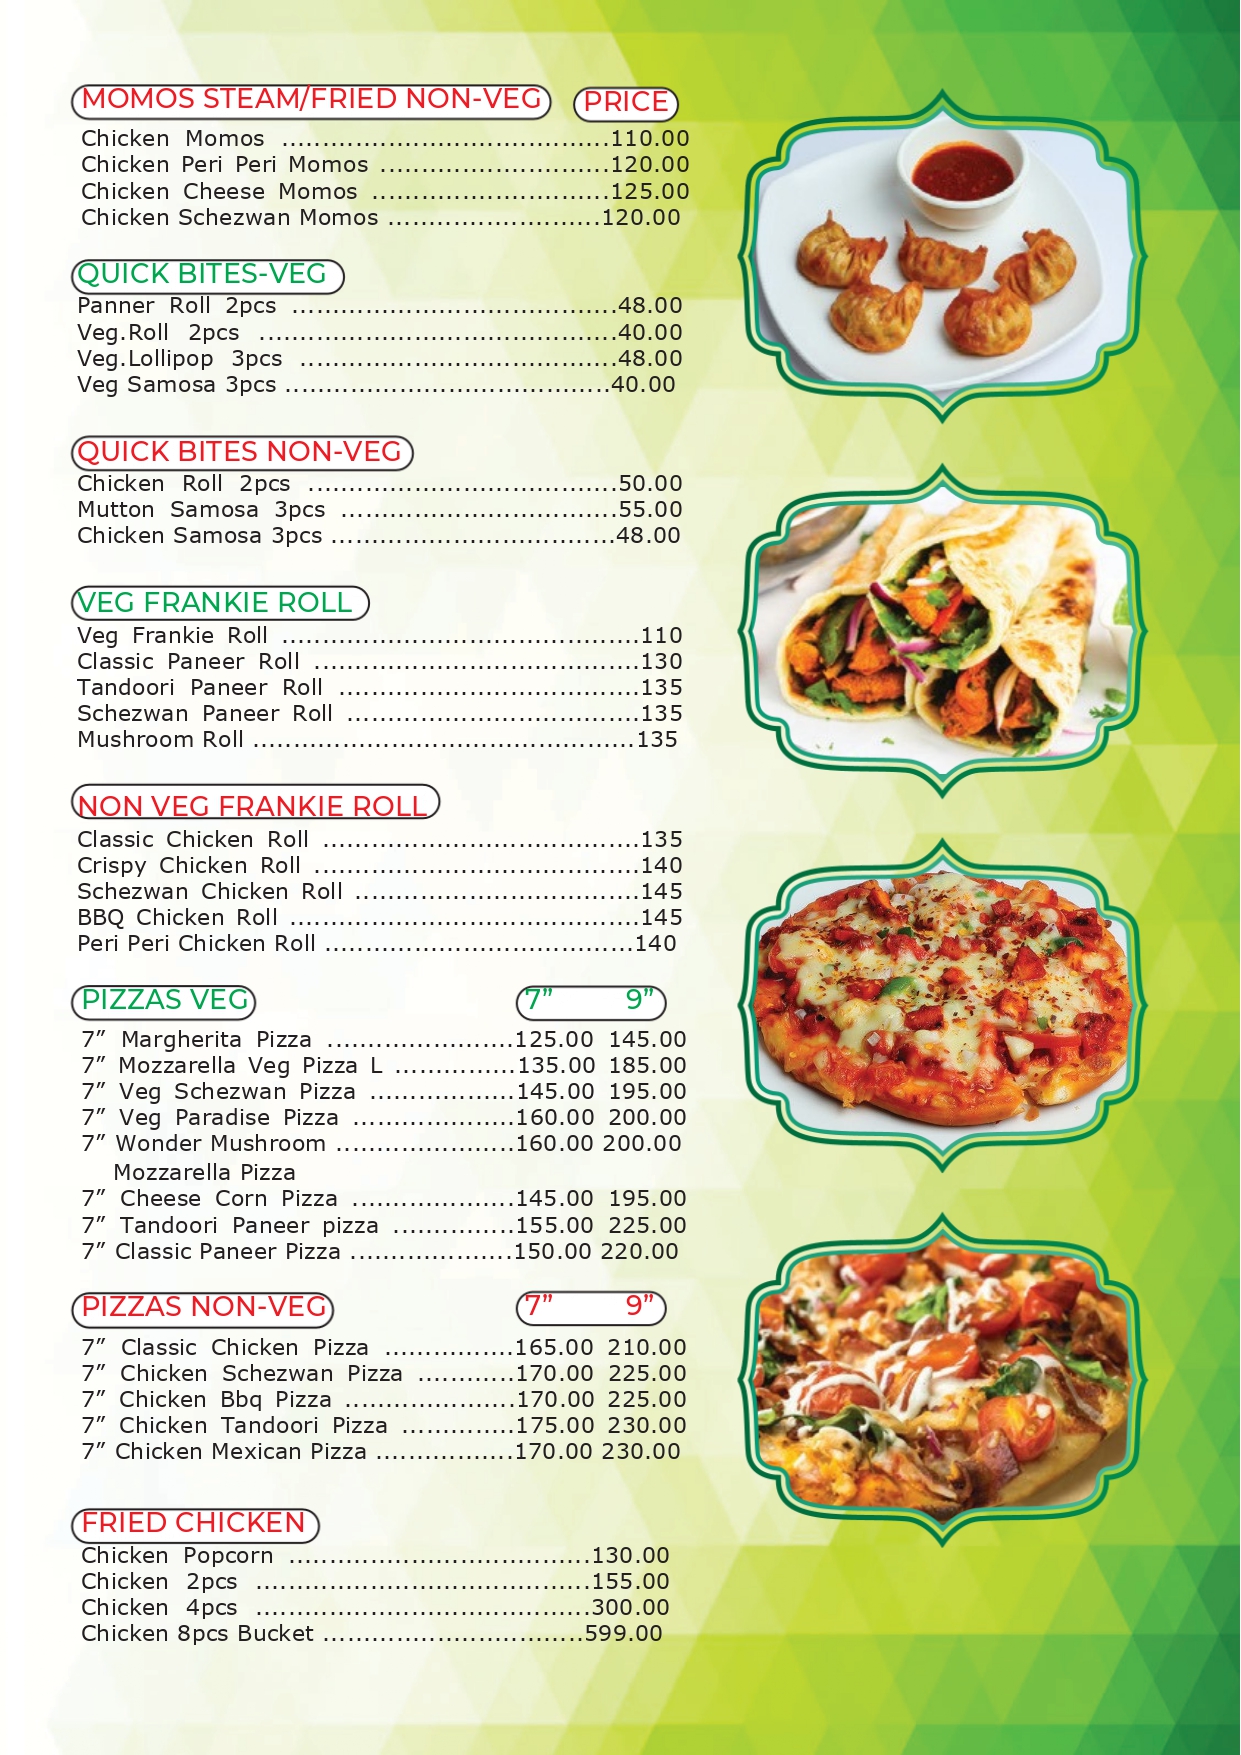 MOMOS STEAM/FRIED NON-VEG PRICE
Chicken Momos ........................................110.00
Chicken Peri Peri Momos ............................120.00
Chicken Cheese Momos .............................125.00
Chicken Schezwan Momos ..........................120.00
QUICK BITES-VEG
Panner Roll 2pcs ........................................48.00
Veg.Roll 2pcs ............................................40.00
Veg.Lollipop 3pcs .......................................48.00
Veg Samosa 3pcs ........................................40.00
QUICK BITES NON-VEG
Chicken Roll 2pcs ......................................50.00
Mutton Samosa 3pcs ..................................55.00
Chicken Samosa 3pcs ...................................48.00
VEG FRANKIE ROLL
Veg Frankie Roll ............................................110
Classic Paneer Roll ........................................130
Tandoori Paneer Roll .....................................135
Schezwan Paneer Roll ....................................135
Mushroom Roll ...............................................135
NON VEG FRANKIE ROLL
Classic Chicken Roll .......................................135
Crispy Chicken Roll ........................................140
Schezwan Chicken Roll ...................................145
BBQ Chicken Roll ...........................................145
Peri Peri Chicken Roll ......................................140
PIZZAS VEG 7” 9”
7” Margherita Pizza .......................125.00 145.00
7” Mozzarella Veg Pizza L ...............135.00 185.00
7” Veg Schezwan Pizza ..................145.00 195.00
7” Veg Paradise Pizza ....................160.00 200.00
7” Wonder Mushroom ......................160.00 200.00
Mozzarella Pizza
7” Cheese Corn Pizza ....................145.00 195.00
7” Tandoori Paneer pizza ...............155.00 225.00
7” Classic Paneer Pizza ....................150.00 220.00
PIZZAS NON-VEG 7” 9”
7” Classic Chicken Pizza ................165.00 210.00
7” Chicken Schezwan Pizza ............170.00 225.00
7” Chicken Bbq Pizza .....................170.00 225.00
7” Chicken Tandoori Pizza ..............175.00 230.00
7” Chicken Mexican Pizza .................170.00 230.00
FRIED CHICKEN
Chicken Popcorn .....................................130.00
Chicken 2pcs .........................................155.00
Chicken 4pcs .........................................300.00
Chicken 8pcs Bucket ................................599.00